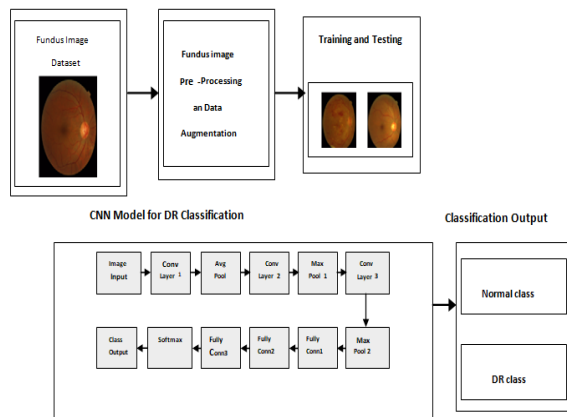 Fundus Image
Dataset
Fundus image
Pre -Processing
an Data
Augmentation
Training and Testing
CNN Model for DR Classification
Classification Output
Image
Input
Conv
Layer 1
Avg
Pool
Conv
Layer 2
Max
Pool 1
Conv
Layer 3
Class
Output
Softmax
Fully
Conn3
Fully
Conn2
Fully
Conn1
Max
Pool 2
Normal class
DR class